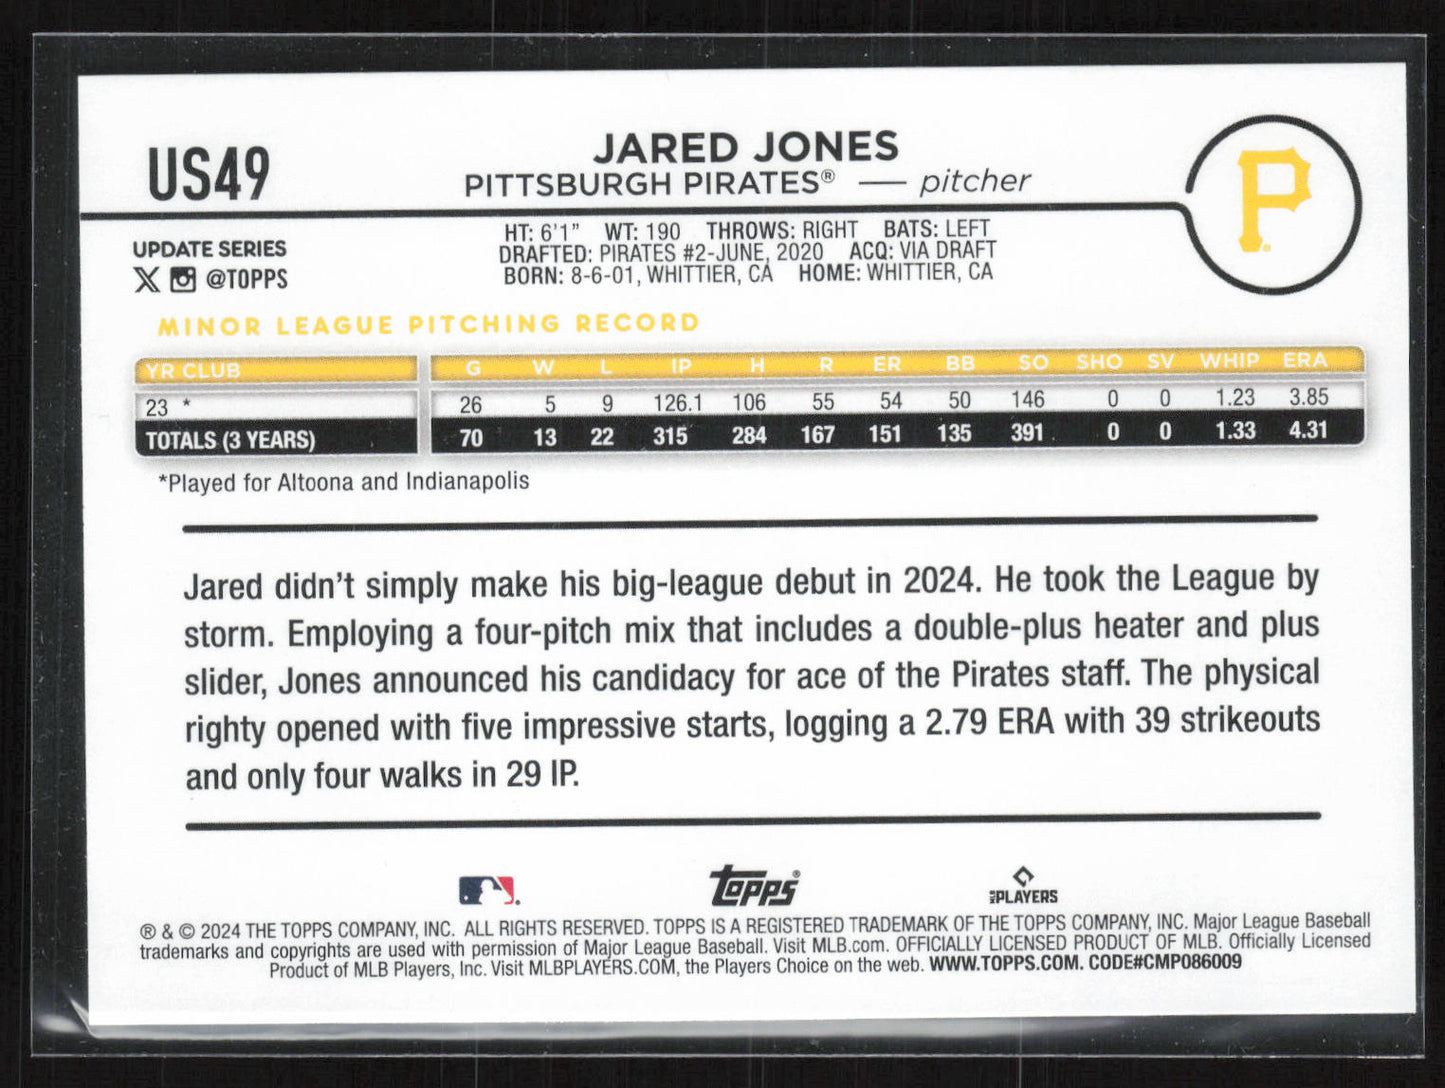 US49
JARED JONES
PITTSBURGH PIRATES® — pitcher
P
UPDATE SERIES
X @TOPPS
HT: 6'1" WT: 190 THROWS: RIGHT BATS: LEFT
DRAFTED: PIRATES #2-JUNE, 2020 ACQ: VIA DRAFT
BORN: 8-6-01, WHITTIER, CA HOME: WHITTIER, CA
MINOR LEAGUE PITCHING RECORD
YR CLUB G W L IP H R ER BB SO SHO SV WHIP ERA
23 * 26 5 9 126.1 106 55 54 50 146 0 0 1.23 3.85
TOTALS (3 YEARS) 70 13 22 315 284 167 151 135 391 0 0 1.33 4.31
*Played for Altoona and Indianapolis
Jared didn't simply make his big-league debut in 2024. He took the League by
storm. Employing a four-pitch mix that includes a double-plus heater and plus
slider, Jones announced his candidacy for ace of the Pirates staff. The physical
righty opened with five impressive starts, logging a 2.79 ERA with 39 strikeouts
and only four walks in 29 IP.
Topps® MLB PLAYERS
® & © 2024 THE TOPPS COMPANY, INC. ALL RIGHTS RESERVED. TOPPS IS A REGISTERED TRADEMARK OF THE TOPPS COMPANY, INC. Major League Baseball
trademarks and copyrights are used with permission of Major League Baseball. Visit MLB.com. OFFICIALLY LICENSED PRODUCT OF MLB. Officially Licensed
Product of MLB Players, Inc. Visit MLBPLAYERS.COM, the Players Choice on the web. WWW.TOPPS.COM. CODE#CMP086009